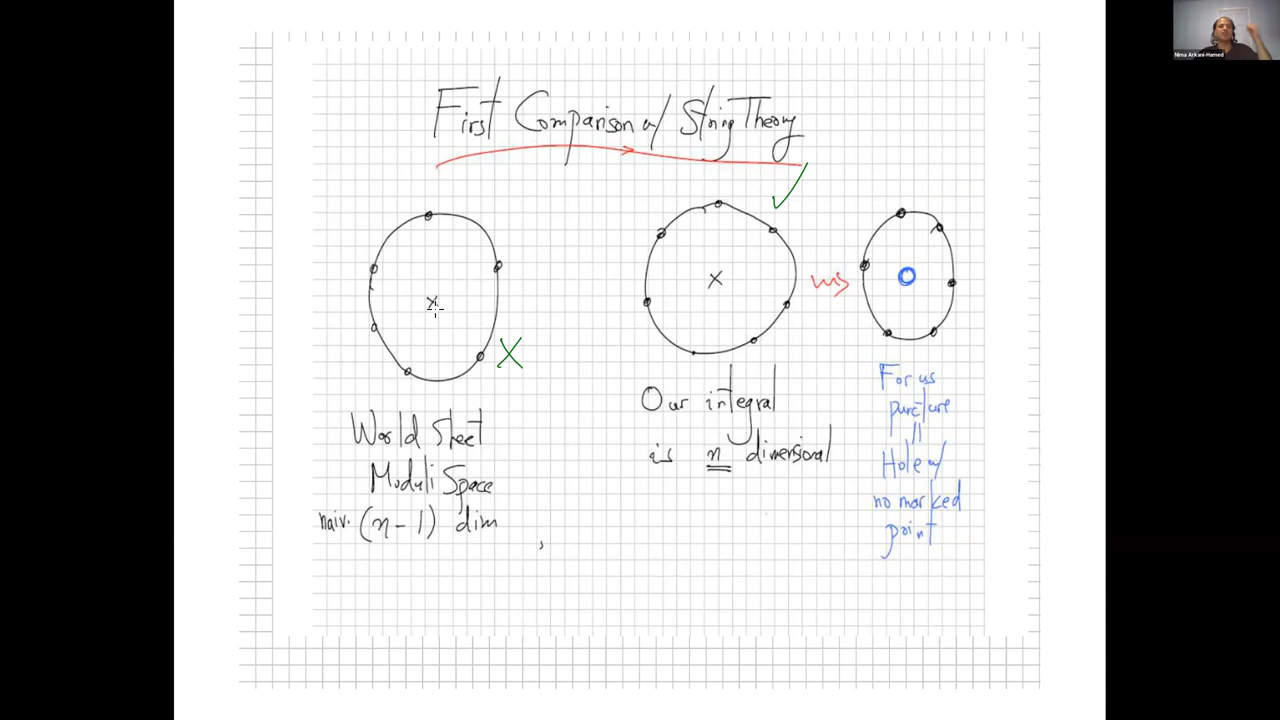 Nima Arkani-Hamed
First Comparison w/ String Theory
World Sheet
Moduli Space
naiv. (n-1) dim
Our integral
is n dimensional
For us
puncture
||
Hole w/
no marked
point